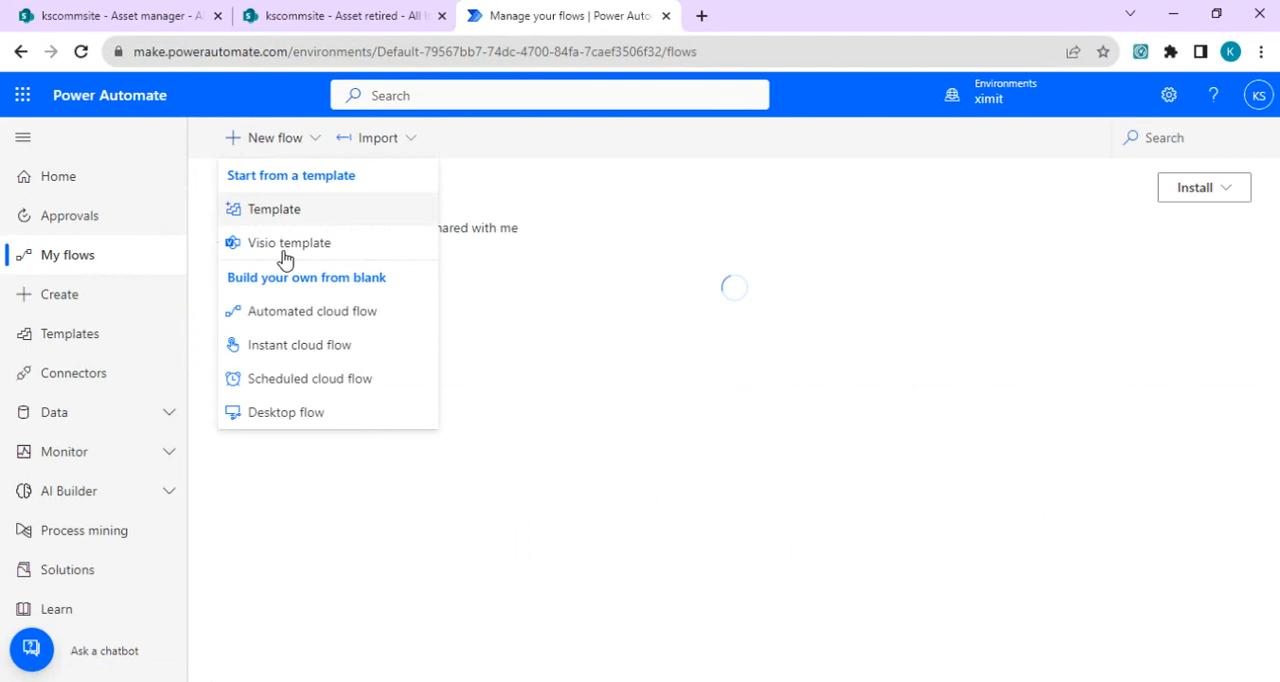 kscommsite - Asset manager - Al
kscommsite - Asset retired - All I
Manage your flows | Power Auto
make.powerautomate.com/environments/Default-79567bb7-74dc-4700-84fa-7caef3506f32/flows
K
Power Automate
Search
Environments
ximit
?
KS
New flow
Import
Search
Start from a template
Home
Install
Template
Approvals
hared with me
Visio template
My flows
Build your own from blank
Create
Automated cloud flow
Templates
Instant cloud flow
Connectors
Scheduled cloud flow
Data
Desktop flow
Monitor
AI Builder
Process mining
Solutions
Learn
Ask a chatbot